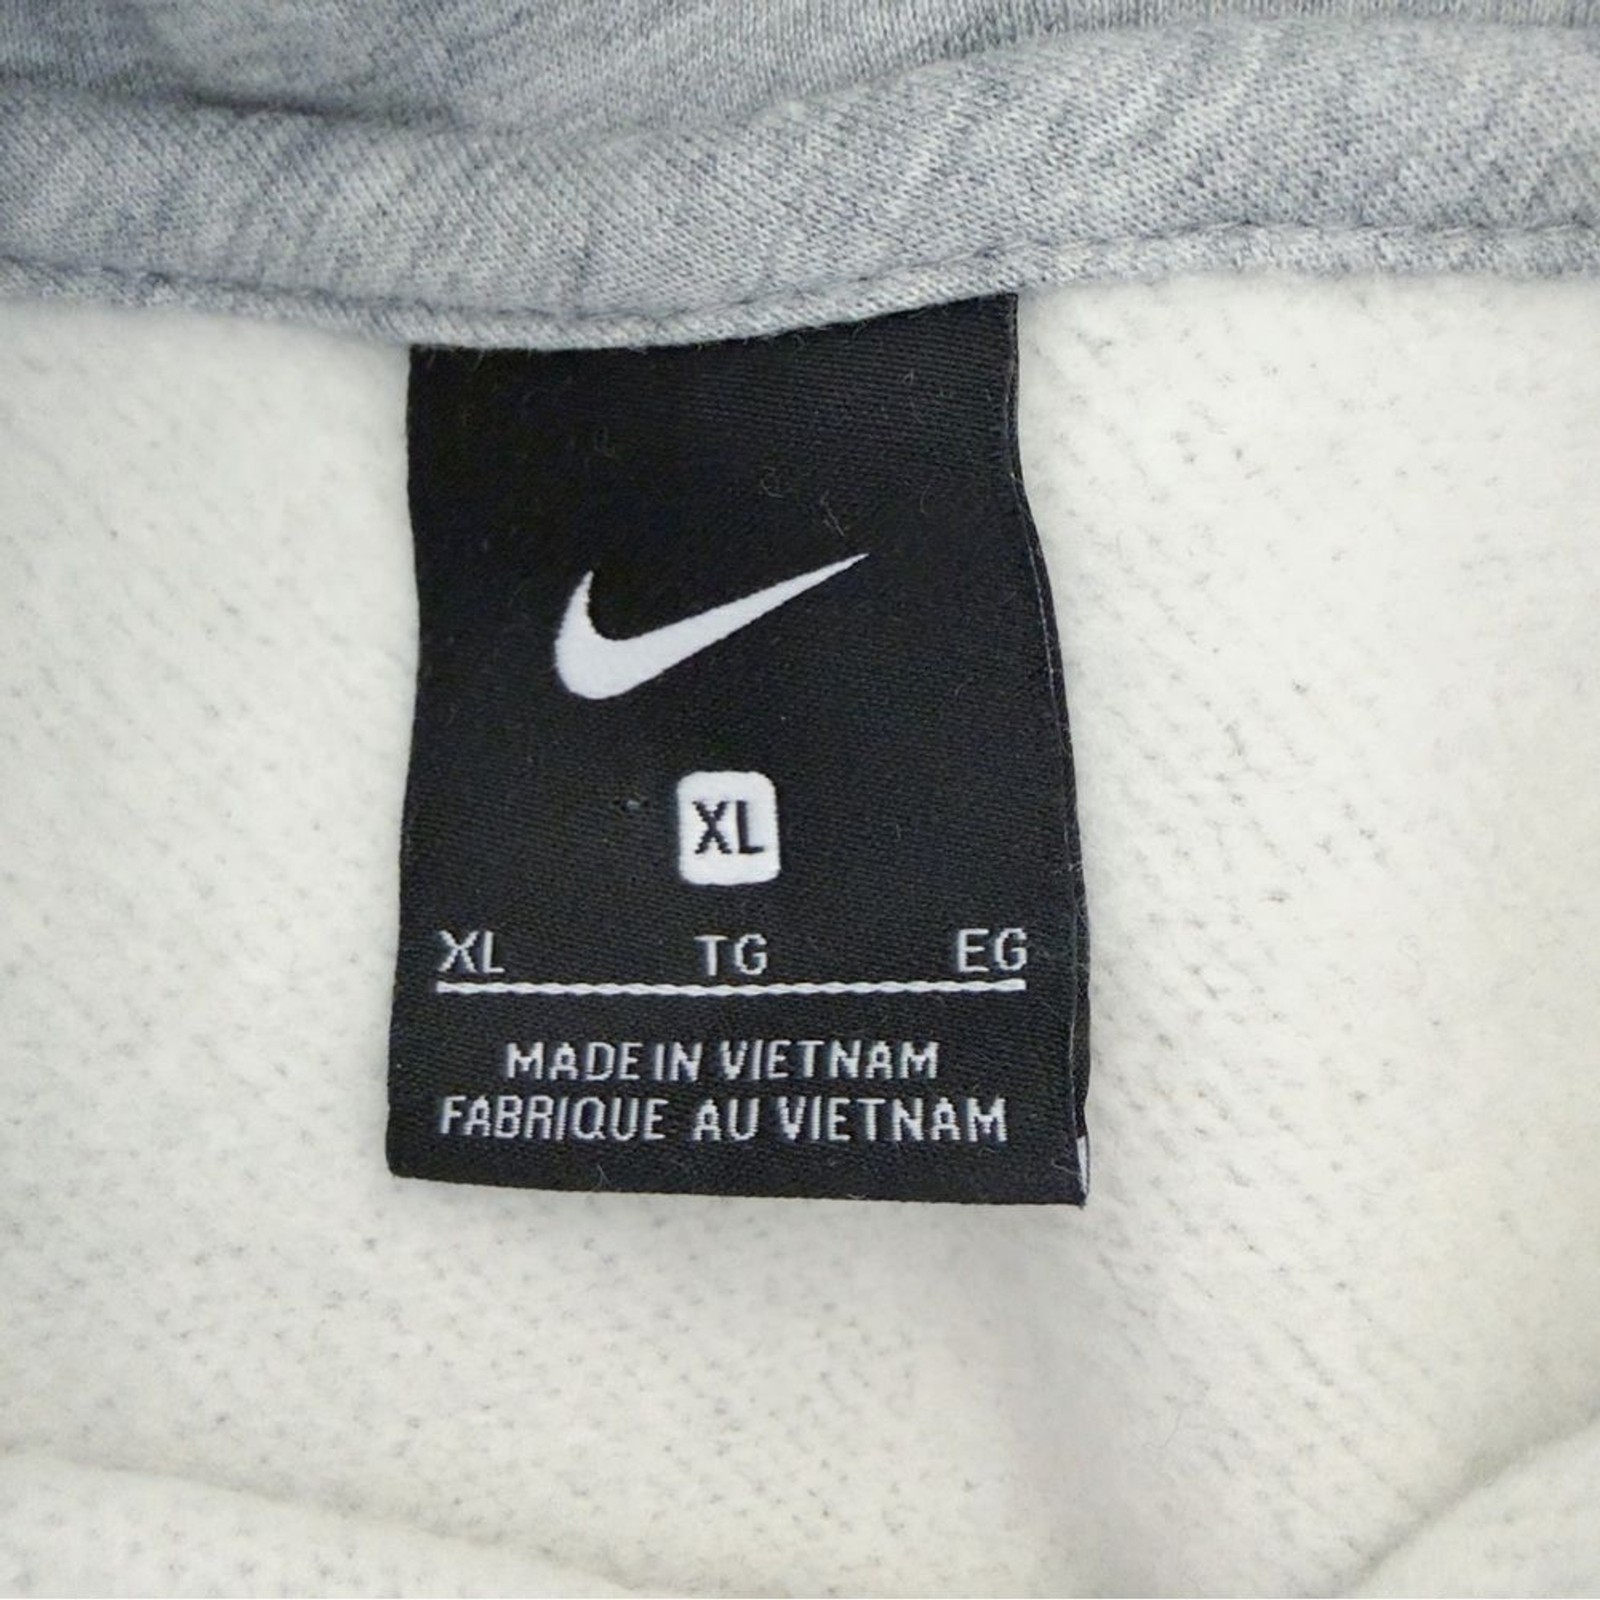 XL
XL TG EG
MADE IN VIETNAM
FABRIQUE AU VIETNAM